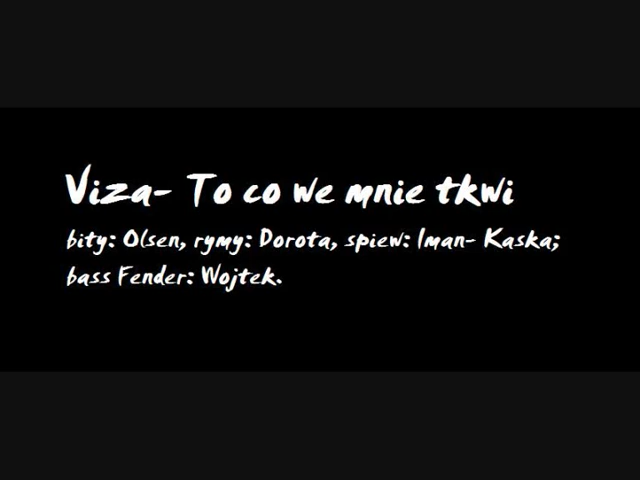 Viza- To co we mnie tkwi
bity: Olsen, rymy: Dorota, spiew: Iman- Kaska;
bass Fender: Wojtek.